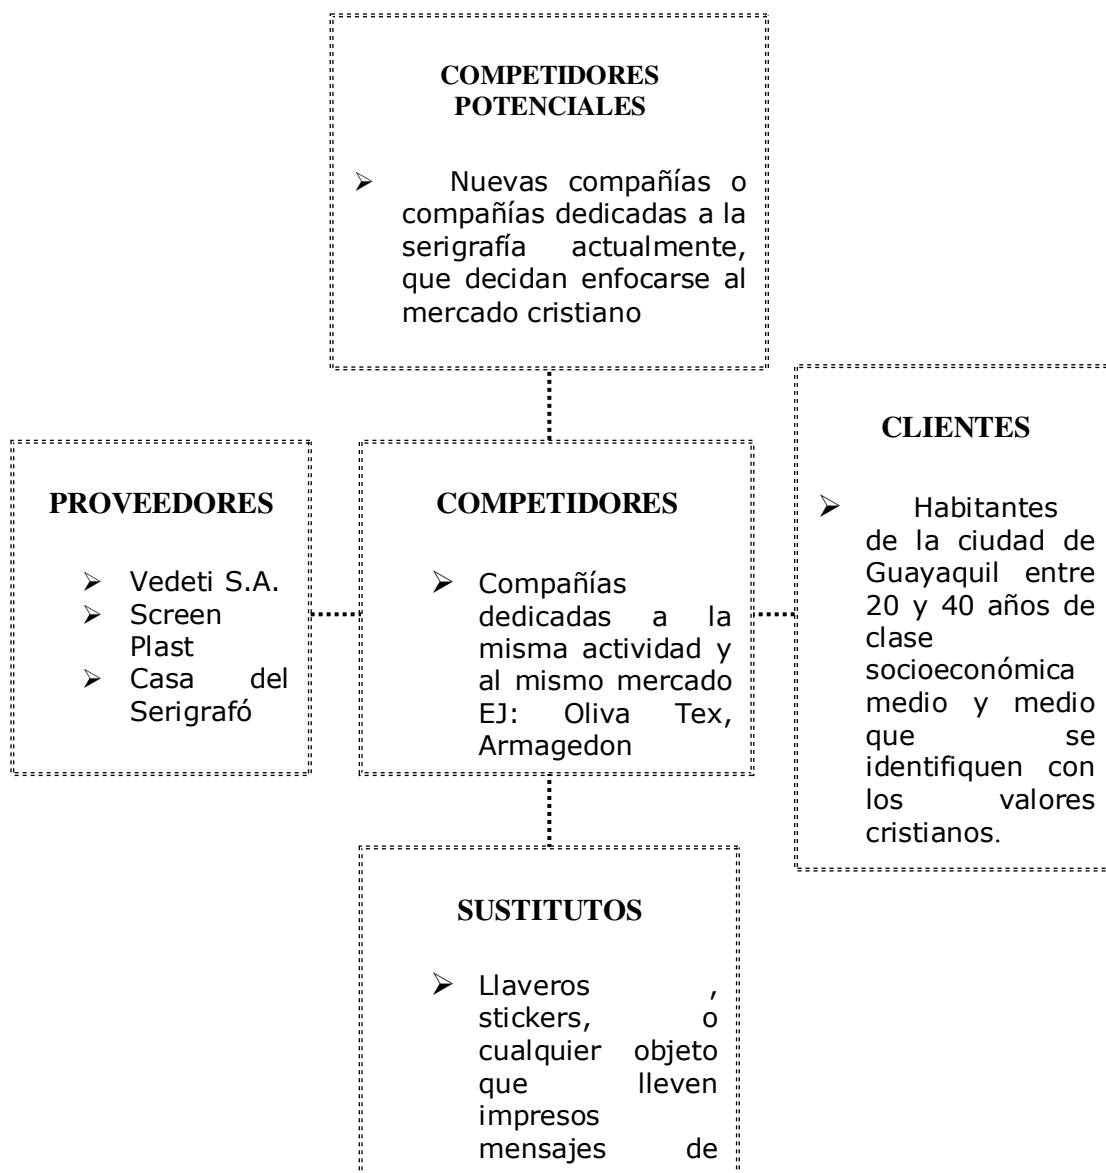 COMPETIDORES
POTENCIALES
➢ Nuevas compañías o
compañías dedicadas a la
serigrafía actualmente,
que decidan enfocarse al
mercado cristiano
PROVEEDORES
➢ Vedeti S.A.
➢ Screen
Plast
➢ Casa del
Serigrafó
COMPETIDORES
➢ Compañías
dedicadas a la
misma actividad y
al mismo mercado
EJ: Oliva Tex,
Armagedon
CLIENTES
➢ Habitantes
de la ciudad de
Guayaquil entre
20 y 40 años de
clase
socioeconómica
medio y medio
que se
identifiquen con
los valores
cristianos.
SUSTITUTOS
➢ Llaveros ,
stickers, o
cualquier objeto
que lleven
impresos
mensajes de